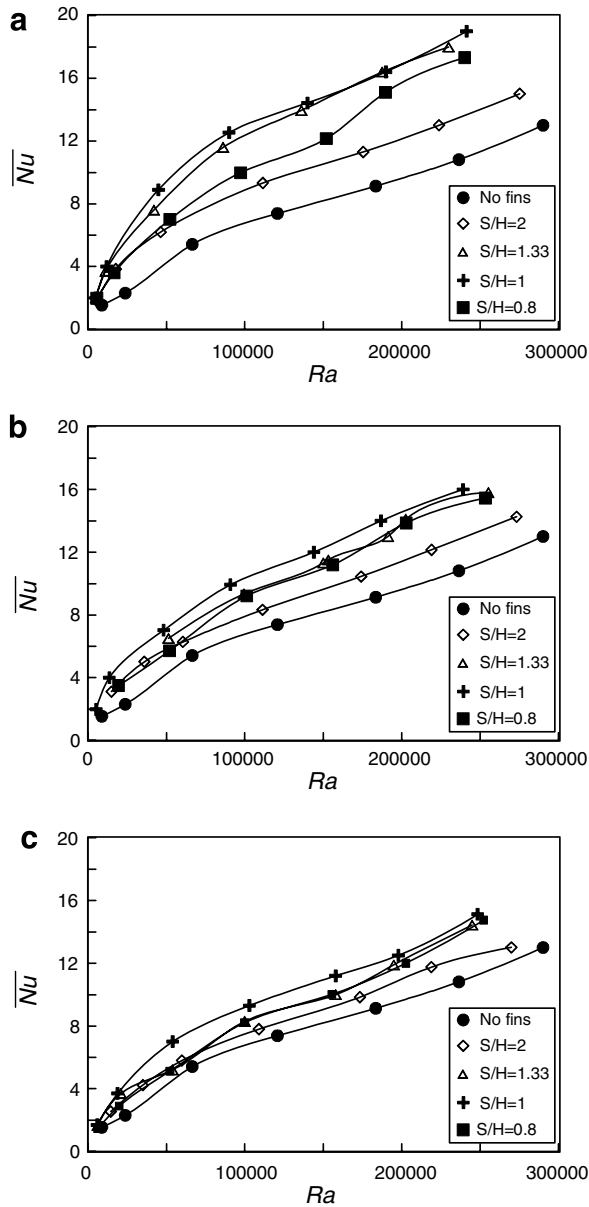 a
20
16
12
8
4
0
Nu
0 100000 200000 300000
Ra
No fins
S/H=2
S/H=1.33
S/H=1
S/H=0.8
b
20
16
12
8
4
0
Nu
0 100000 200000 300000
Ra
No fins
S/H=2
S/H=1.33
S/H=1
S/H=0.8
c
20
16
12
8
4
0
Nu
0 100000 200000 300000
Ra
No fins
S/H=2
S/H=1.33
S/H=1
S/H=0.8